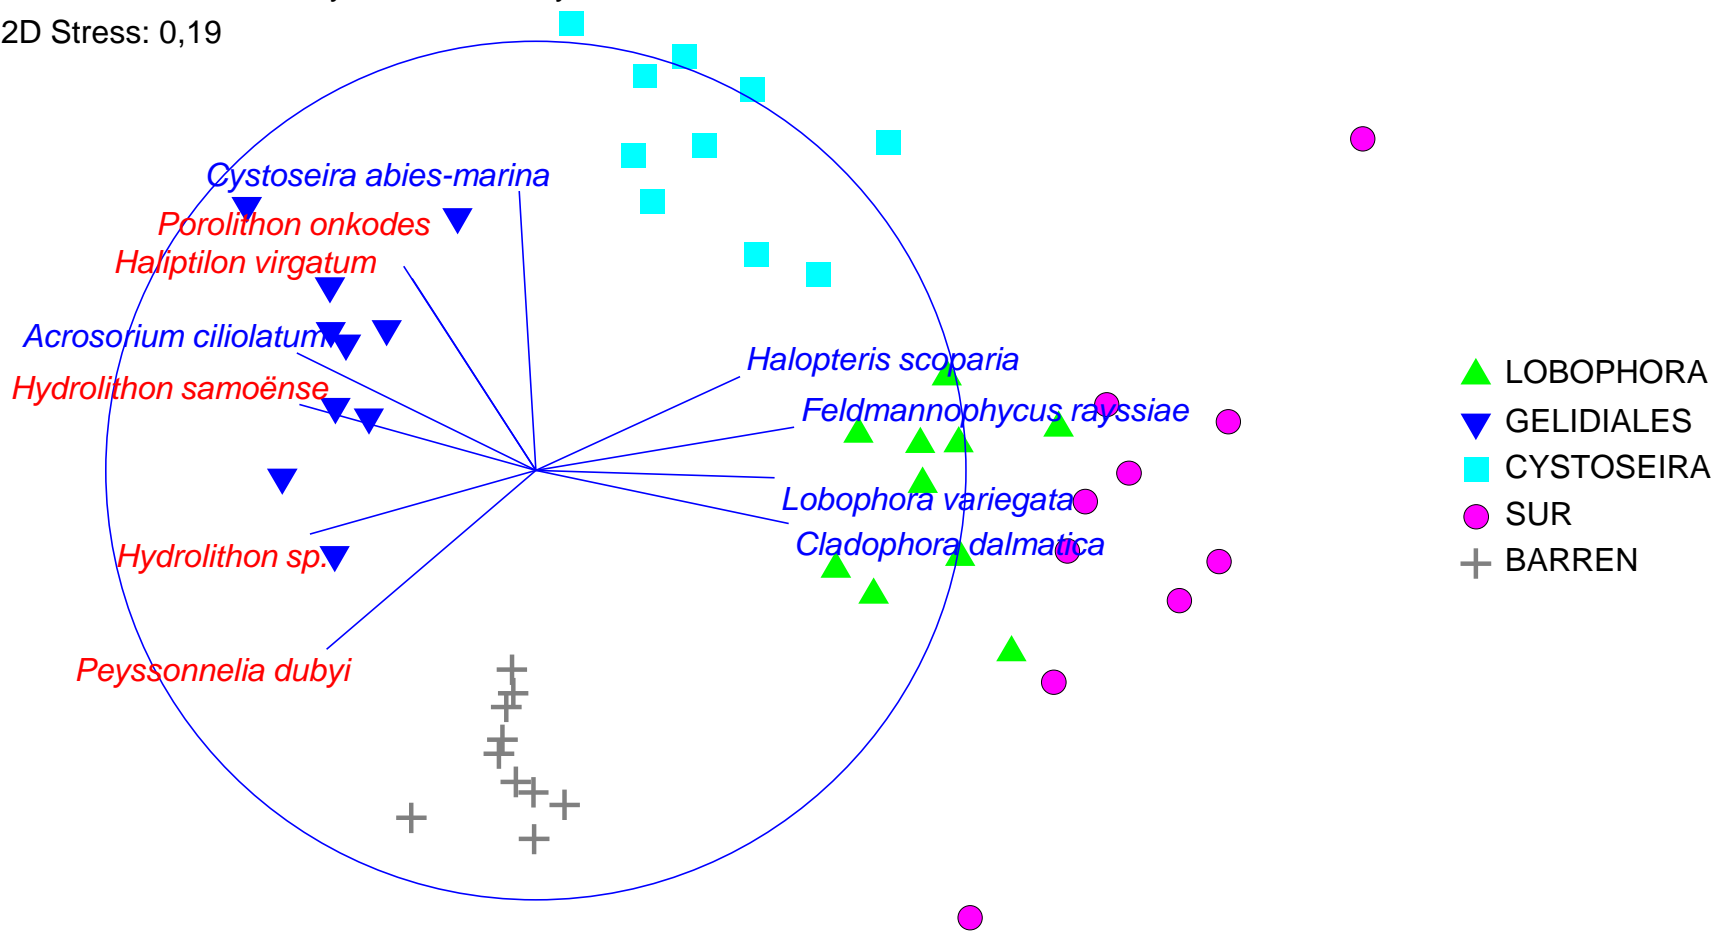 2D Stress: 0,19
Cystoseira abies-marina
Porolithon onkodes
Haliptilon virgatum
Acrosorium ciliolatum
Hydrolithon samoënse
Halopteris scoparia
Feldmannophycus rayssiae
Lobophora variegata
Cladophora dalmatica
Hydrolithon sp.
Peyssonnelia dubyi
LOBOPHORA
GELIDIALES
CYSTOSEIRA
SUR
BARREN